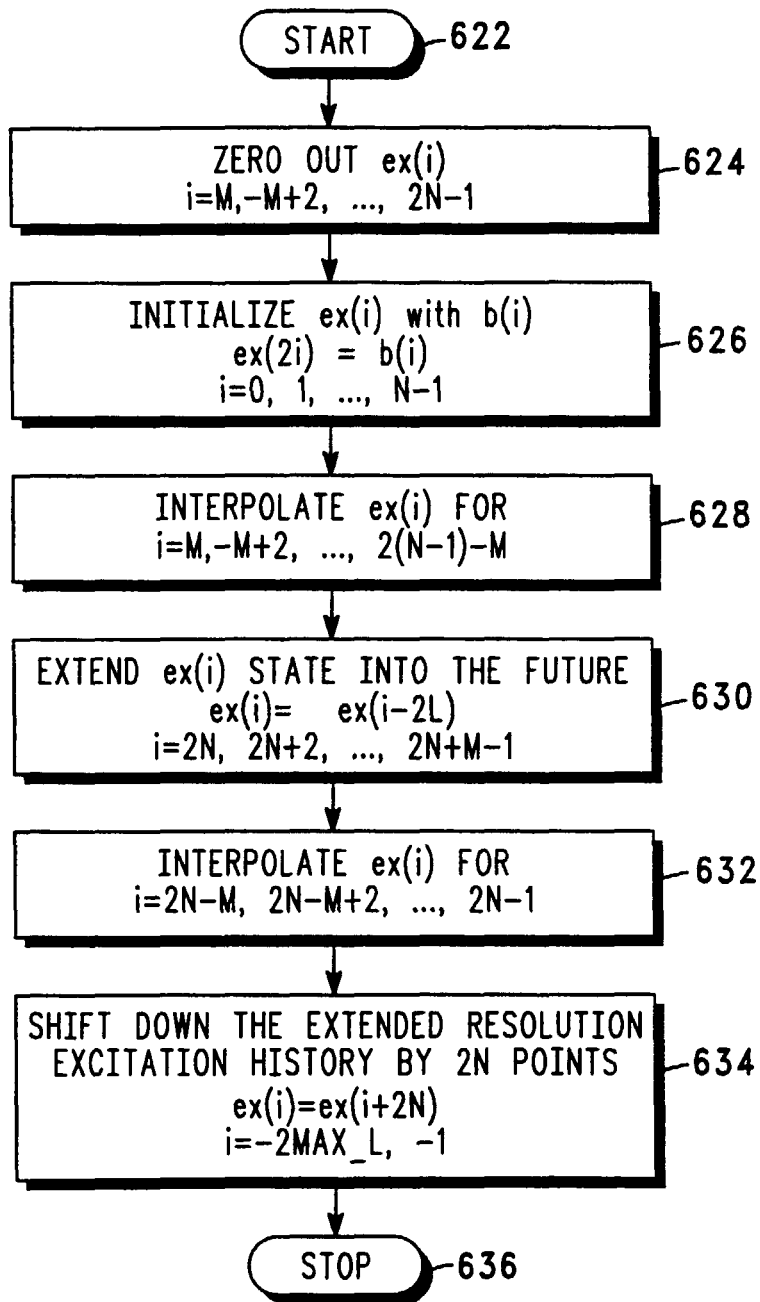 START
622
ZERO OUT ex(i)
i=M,-M+2, ..., 2N-1
624
INITIALIZE ex(i) with b(i)
ex(2i) = b(i)
i=0, 1, ..., N-1
626
INTERPOLATE ex(i) FOR
i=M,-M+2, ..., 2(N-1)-M
628
EXTEND ex(i) STATE INTO THE FUTURE
ex(i)= ex(i-2L)
i=2N, 2N+2, ..., 2N+M-1
630
INTERPOLATE ex(i) FOR
i=2N-M, 2N-M+2, ..., 2N-1
632
SHIFT DOWN THE EXTENDED RESOLUTION
EXCITATION HISTORY BY 2N POINTS
ex(i)=ex(i+2N)
i=-2MAX_L, -1
634
STOP
636